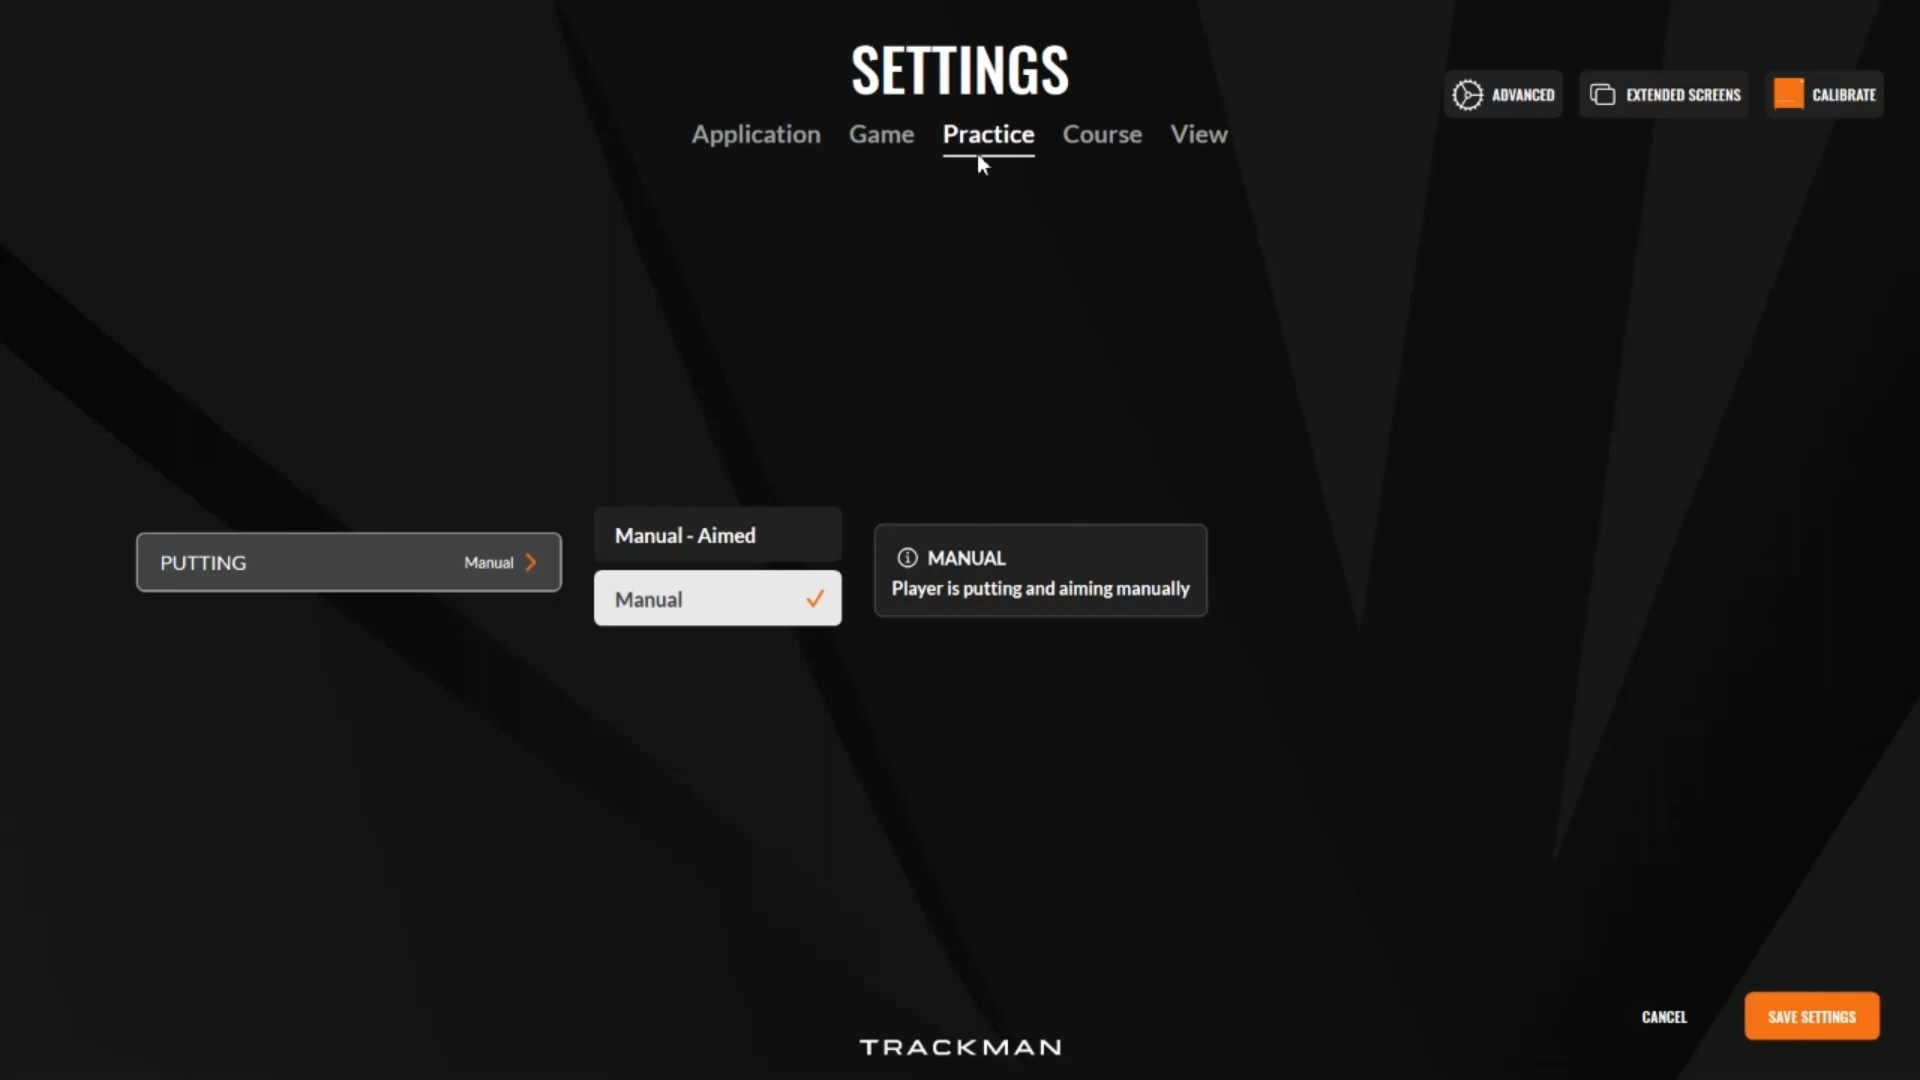 SETTINGS
ADVANCED
EXTENDED SCREENS
CALIBRATE
Application
Game
Practice
Course
View
PUTTING
Manual
Manual - Aimed
Manual
MANUAL
Player is putting and aiming manually
CANCEL
SAVE SETTINGS
TRACKMAN